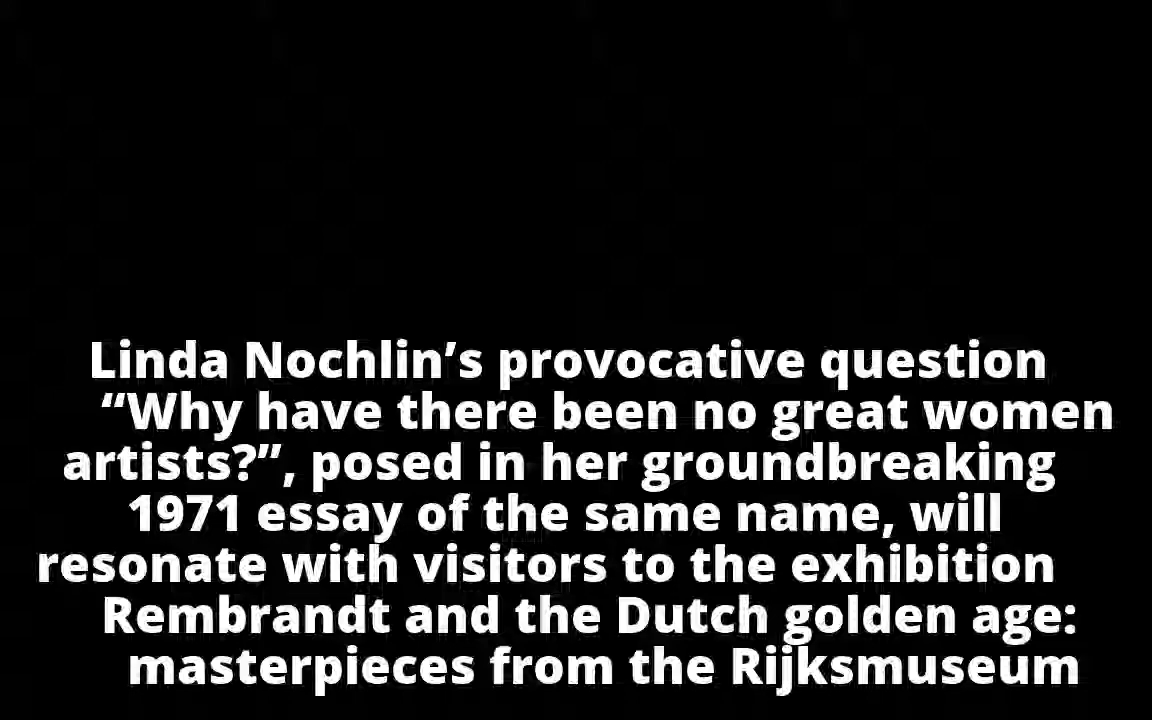 Linda Nochlin’s provocative question
“Why have there been no great women
artists?”, posed in her groundbreaking
1971 essay of the same name, will
resonate with visitors to the exhibition
Rembrandt and the Dutch golden age:
masterpieces from the Rijksmuseum